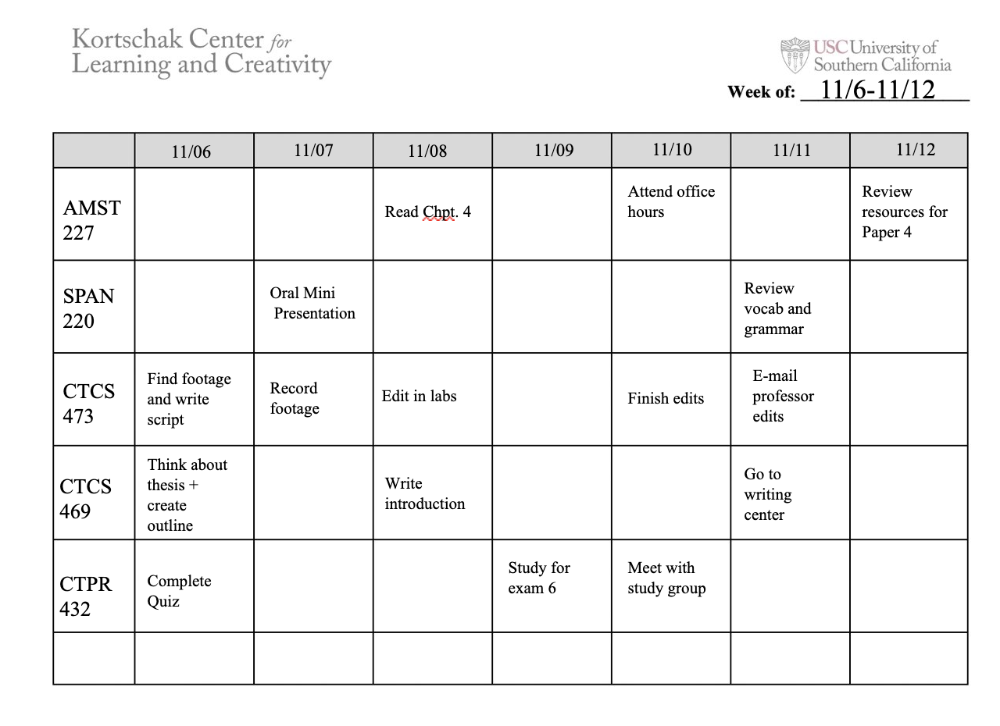 Kortschak Center for
Learning and Creativity
USC University of
Southern California
Week of: 11/6-11/12
11/06 11/07 11/08 11/09 11/10 11/11 11/12
AMST
227
Read Chpt. 4
Attend office
hours
Review
resources for
Paper 4
SPAN
220
Oral Mini
Presentation
Review
vocab and
grammar
CTCS
473
Find footage
and write
script
Record
footage
Edit in labs
Finish edits
E-mail
professor
edits
CTCS
469
Think about
thesis +
create
outline
Write
introduction
Go to
writing
center
CTPR
432
Complete
Quiz
Study for
exam 6
Meet with
study group